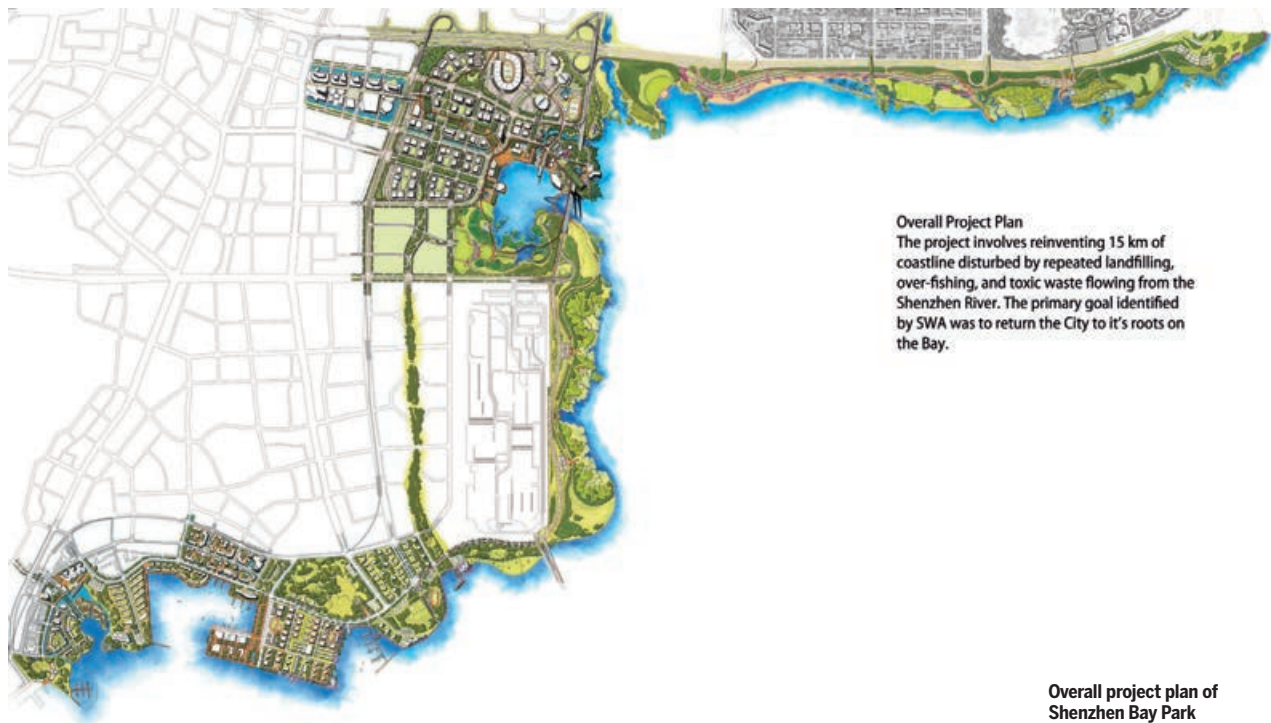 Overall Project Plan
The project involves reinventing 15 km of
coastline disturbed by repeated landfilling,
over-fishing, and toxic waste flowing from the
Shenzhen River. The primary goal identified
by SWA was to return the City to it's roots on
the Bay.
Overall project plan of
Shenzhen Bay Park